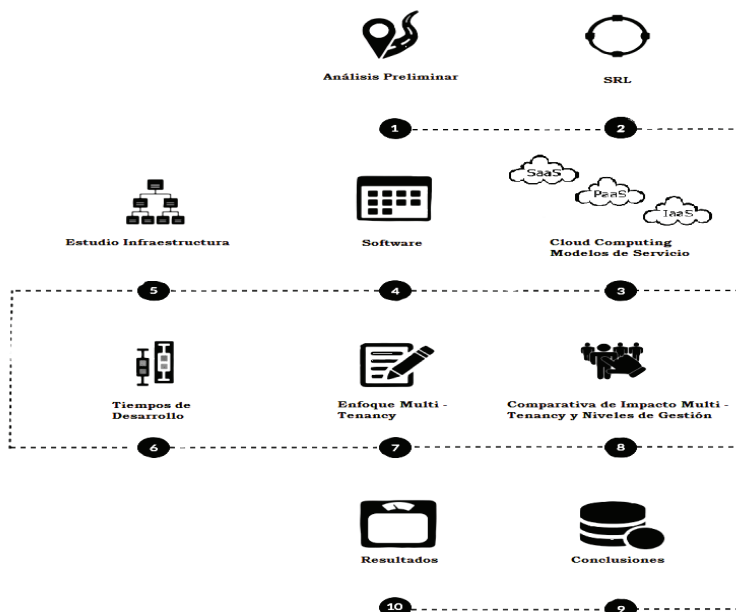 Análisis Preliminar
SRL
1
2
SaaS
PaaS
IaaS
Estudio Infraestructura
Software
Cloud Computing
Modelos de Servicio
5
4
3
Tiempos de
Desarrollo
Enfoque Multi -
Tenancy
Comparativa de Impacto Multi -
Tenancy y Niveles de Gestión
6
7
8
Resultados
Conclusiones
10
9